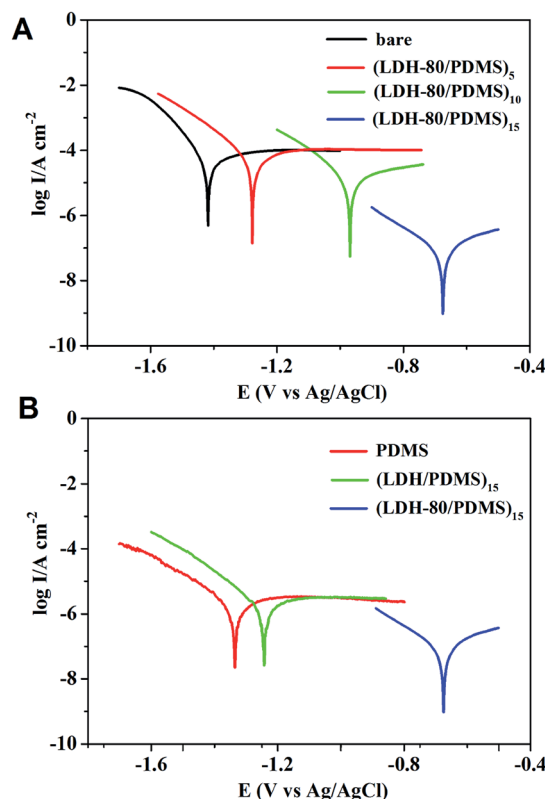 A
bare
(LDH-80/PDMS)₅
(LDH-80/PDMS)₁₀
(LDH-80/PDMS)₁₅
log I/A cm⁻²
0
-2
-4
-6
-8
-10
-1.6
-1.2
-0.8
-0.4
E (V vs Ag/AgCl)
B
PDMS
(LDH/PDMS)₁₅
(LDH-80/PDMS)₁₅
log I/A cm⁻²
0
-2
-4
-6
-8
-10
-1.6
-1.2
-0.8
-0.4
E (V vs Ag/AgCl)